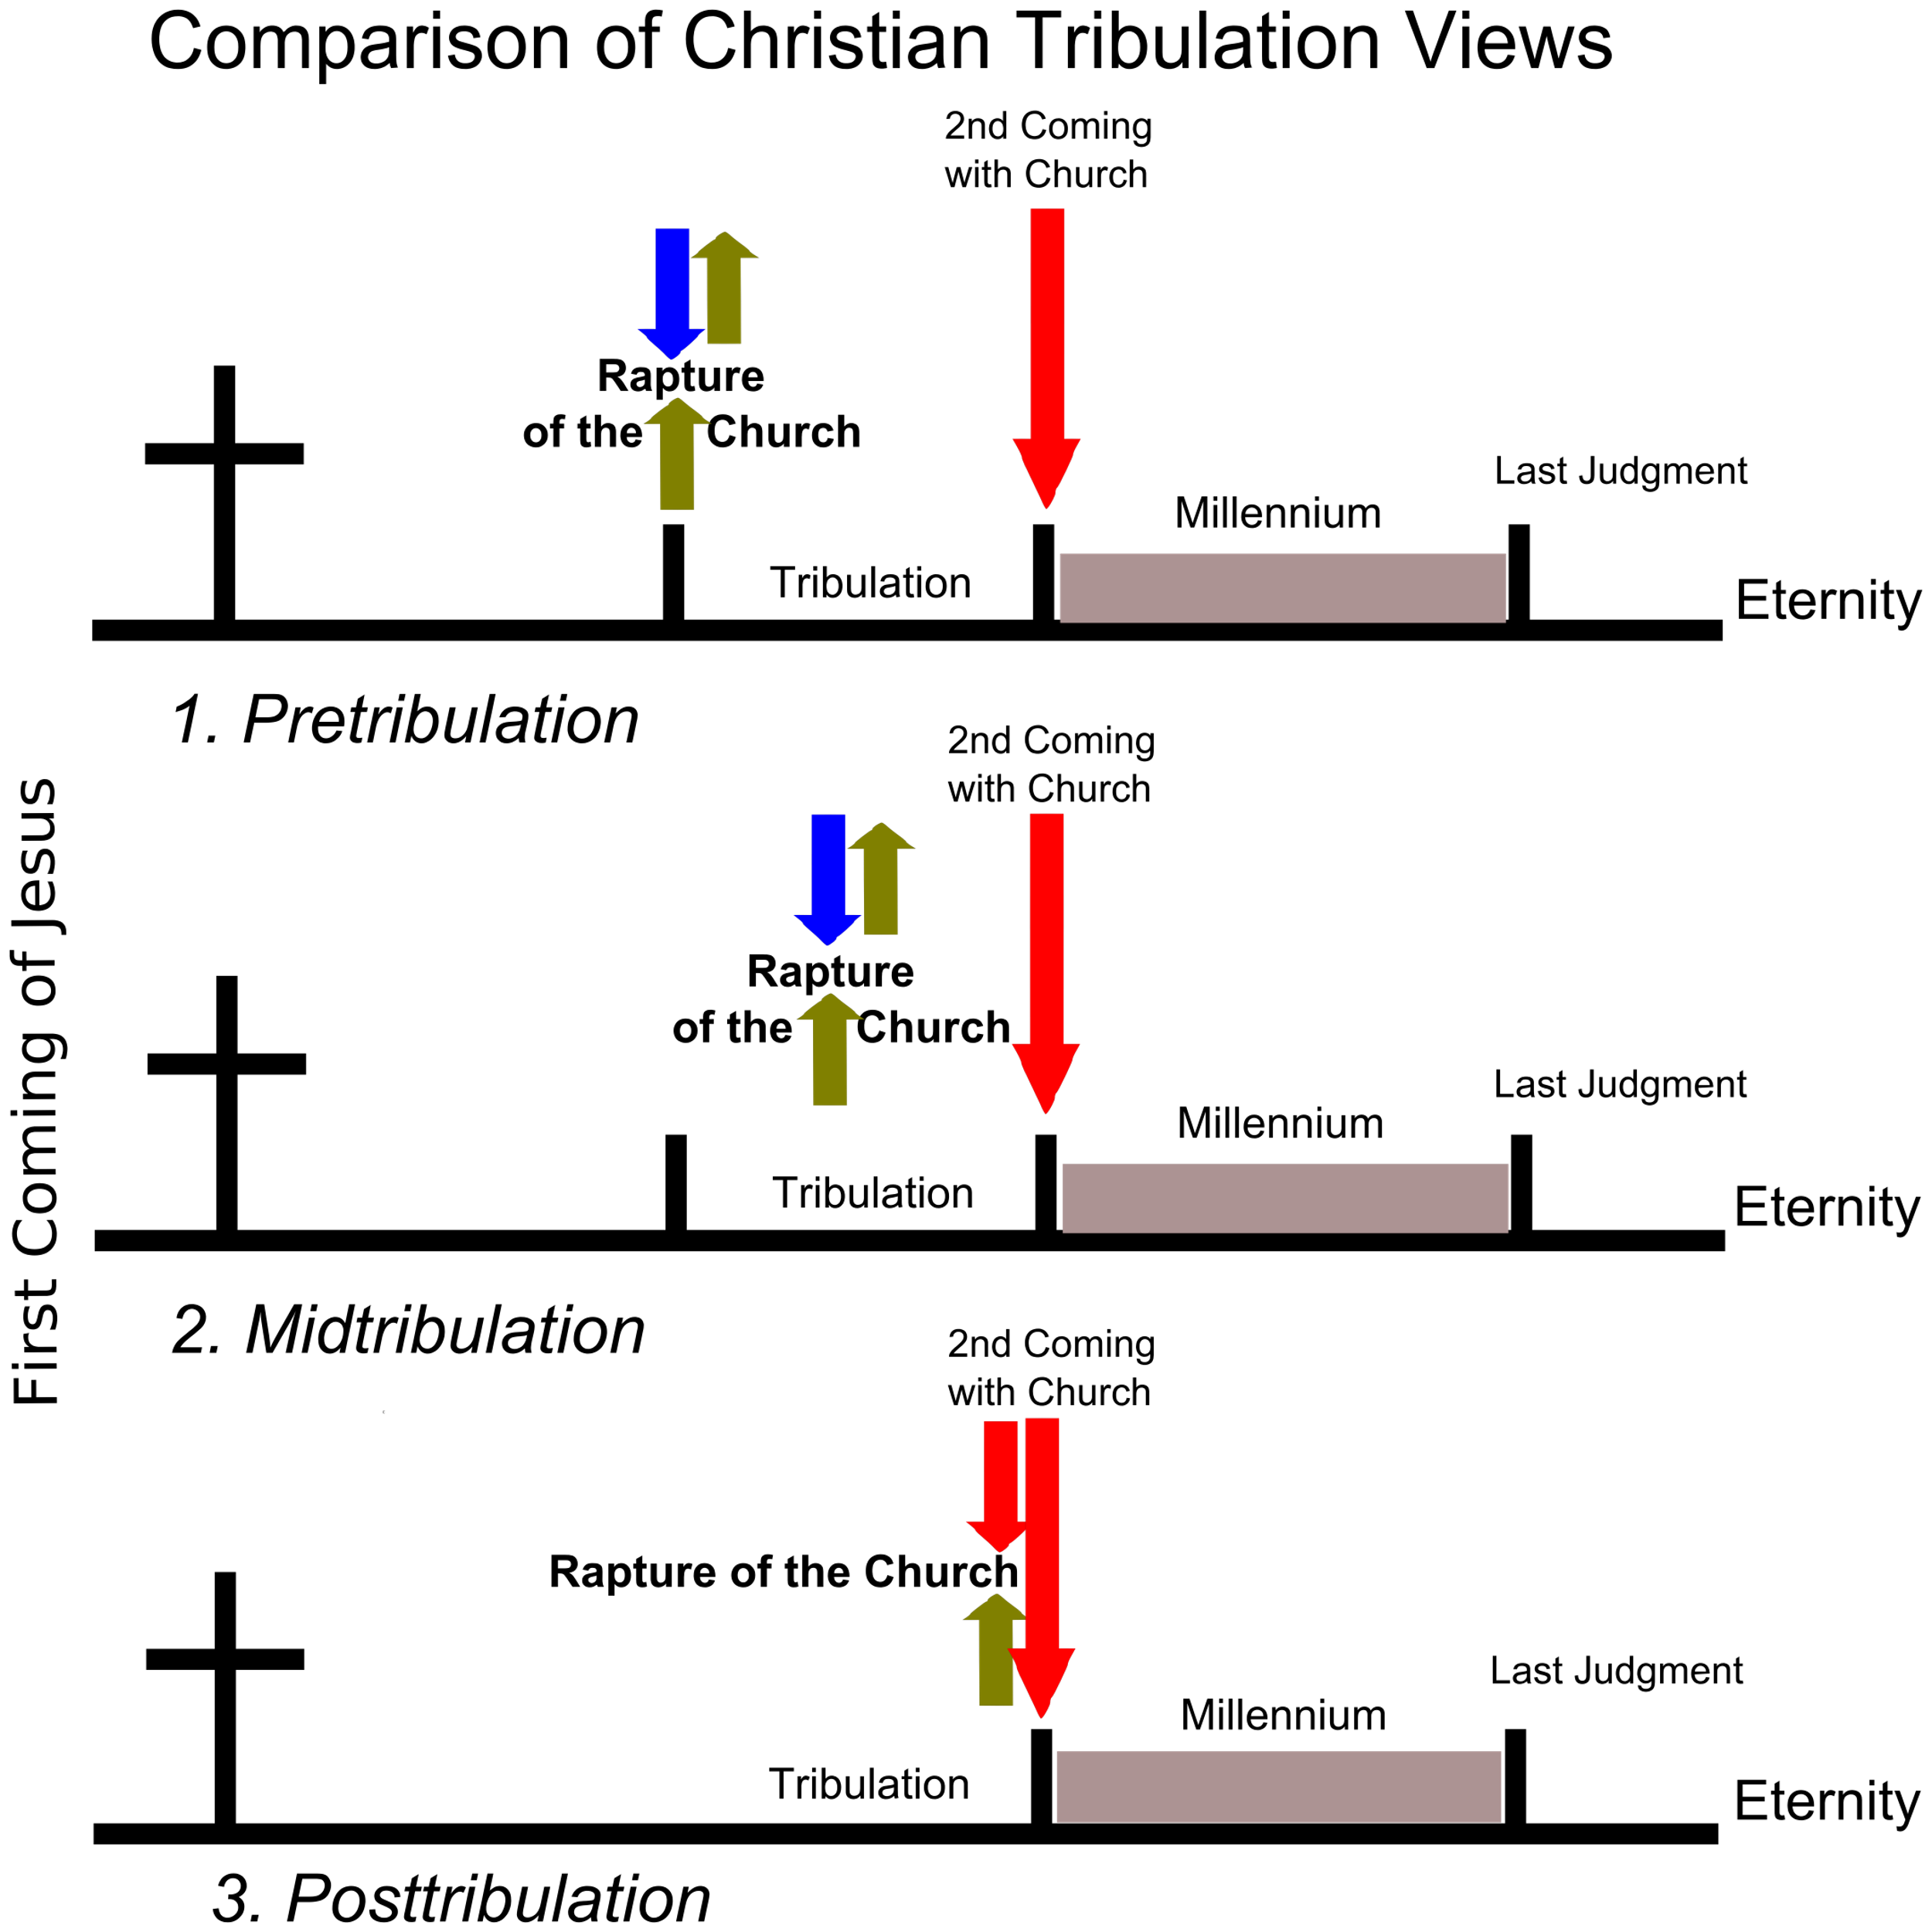 Comparison of Christian Tribulation Views
2nd Coming
with Church
Rapture
of the Church
Last Judgment
Millennium
Tribulation
Eternity
1. Pretribulation
First Coming of Jesus
2nd Coming
with Church
Rapture
of the Church
Last Judgment
Millennium
Tribulation
Eternity
2. Midtribulation
2nd Coming
with Church
Rapture of the Church
Last Judgment
Millennium
Tribulation
Eternity
3. Posttribulation